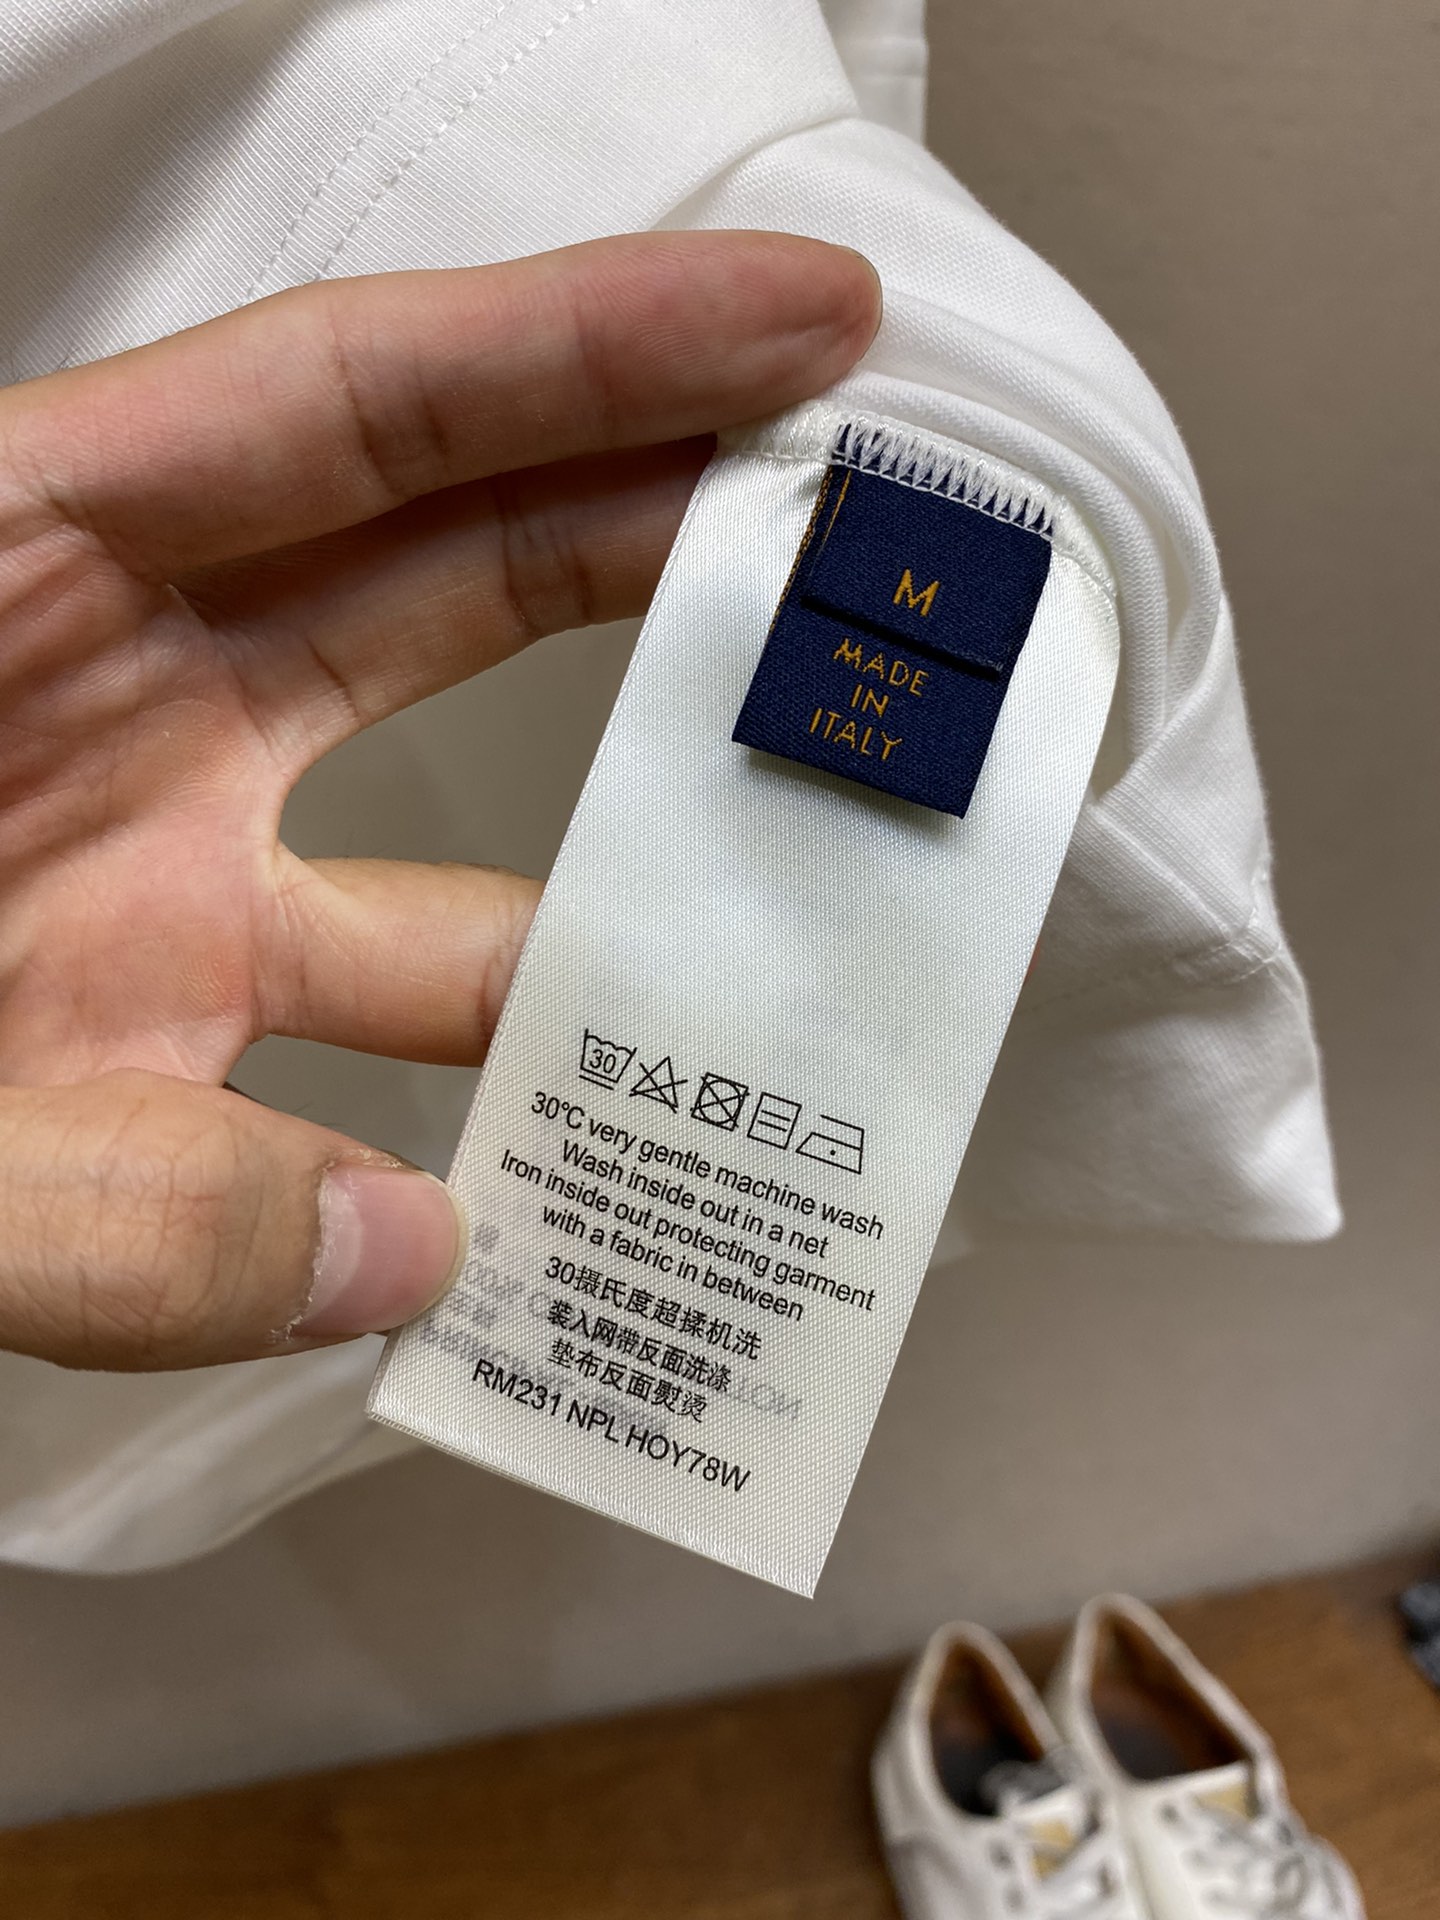 M
MADE
IN
ITALY
30
30°C very gentle machine wash
Wash inside out in a net
Iron inside out protecting garment
with a fabric in between
30摄氏度超揉机洗
装入网带反面洗涤
垫布反面熨烫
RM231 NPL HOY78W